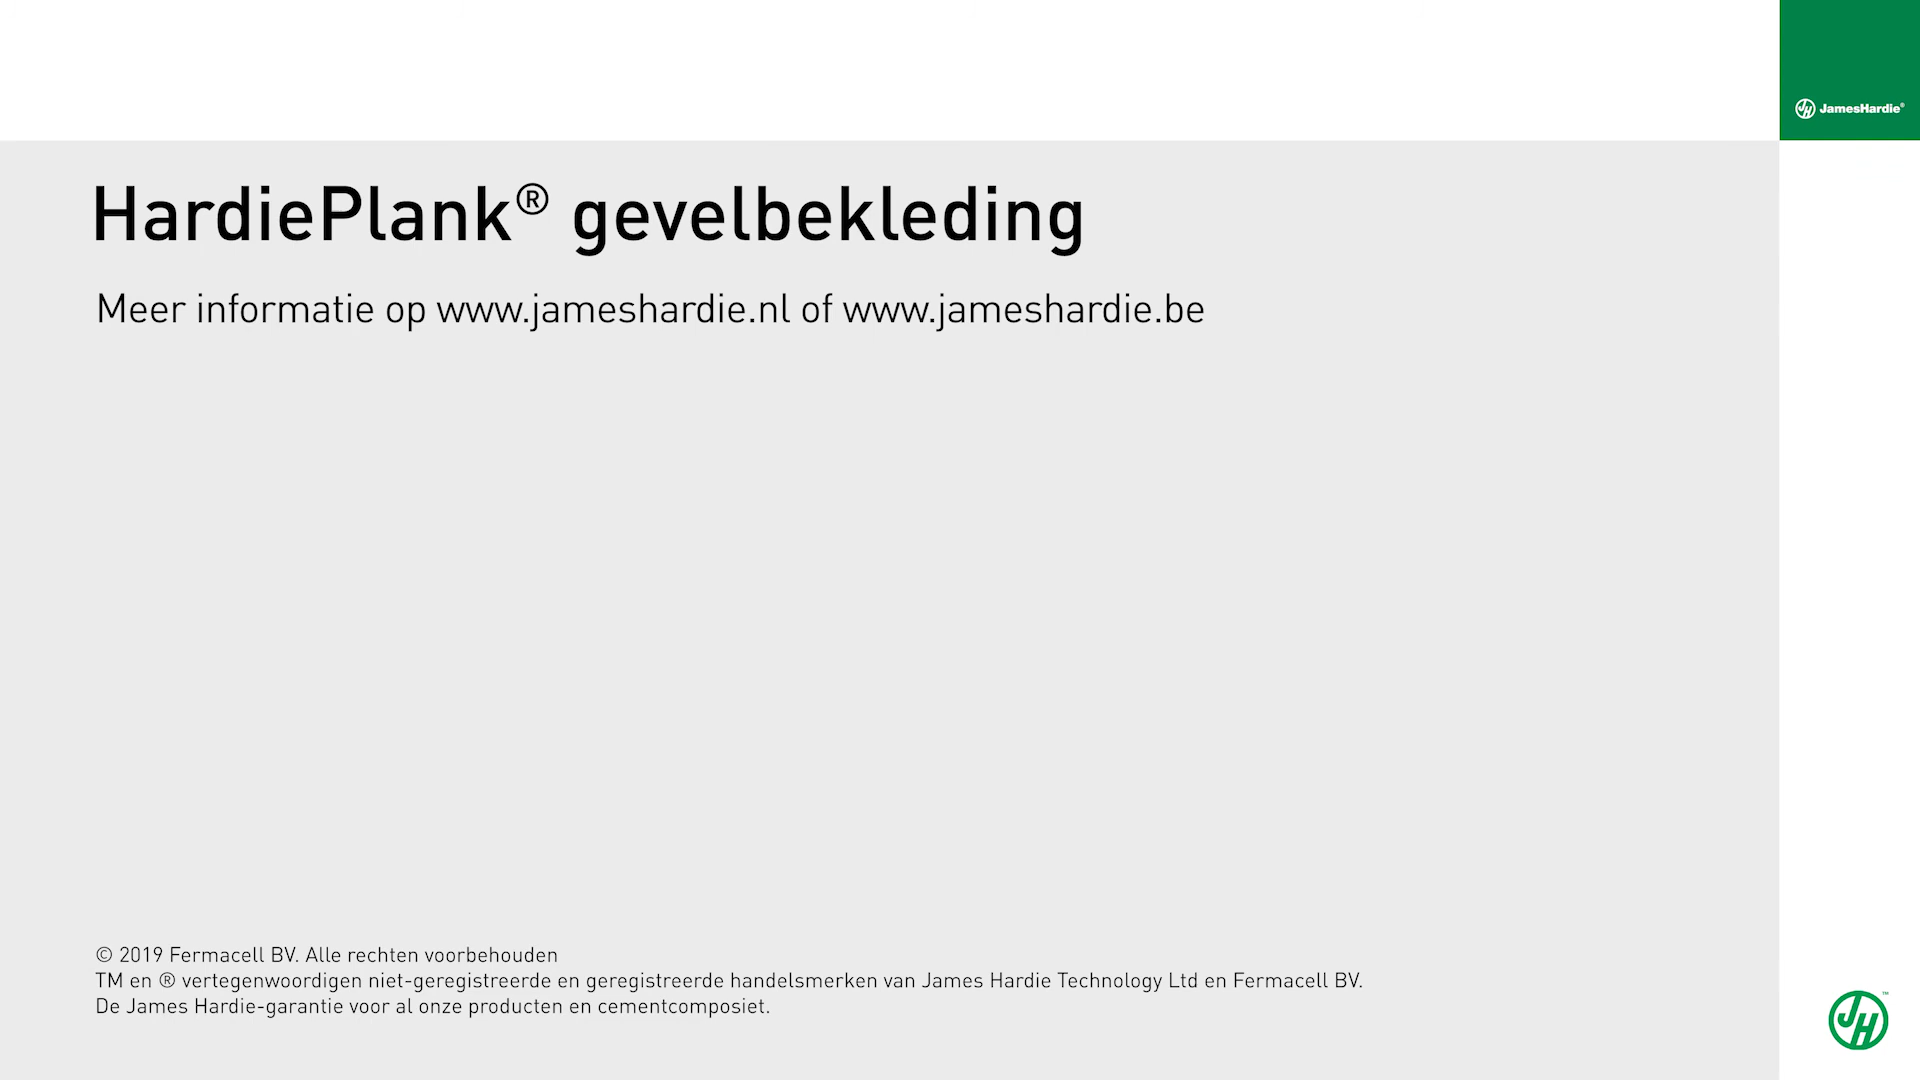 JH JamesHardie®
HardiePlank® gevelbekleding
Meer informatie op www.jameshardie.nl of www.jameshardie.be
© 2019 Fermacell BV. Alle rechten voorbehouden
TM en ® vertegenwoordigen niet-geregistreerde en geregistreerde handelsmerken van James Hardie Technology Ltd en Fermacell BV.
De James Hardie-garantie voor al onze producten en cementcomposiet.
JH™